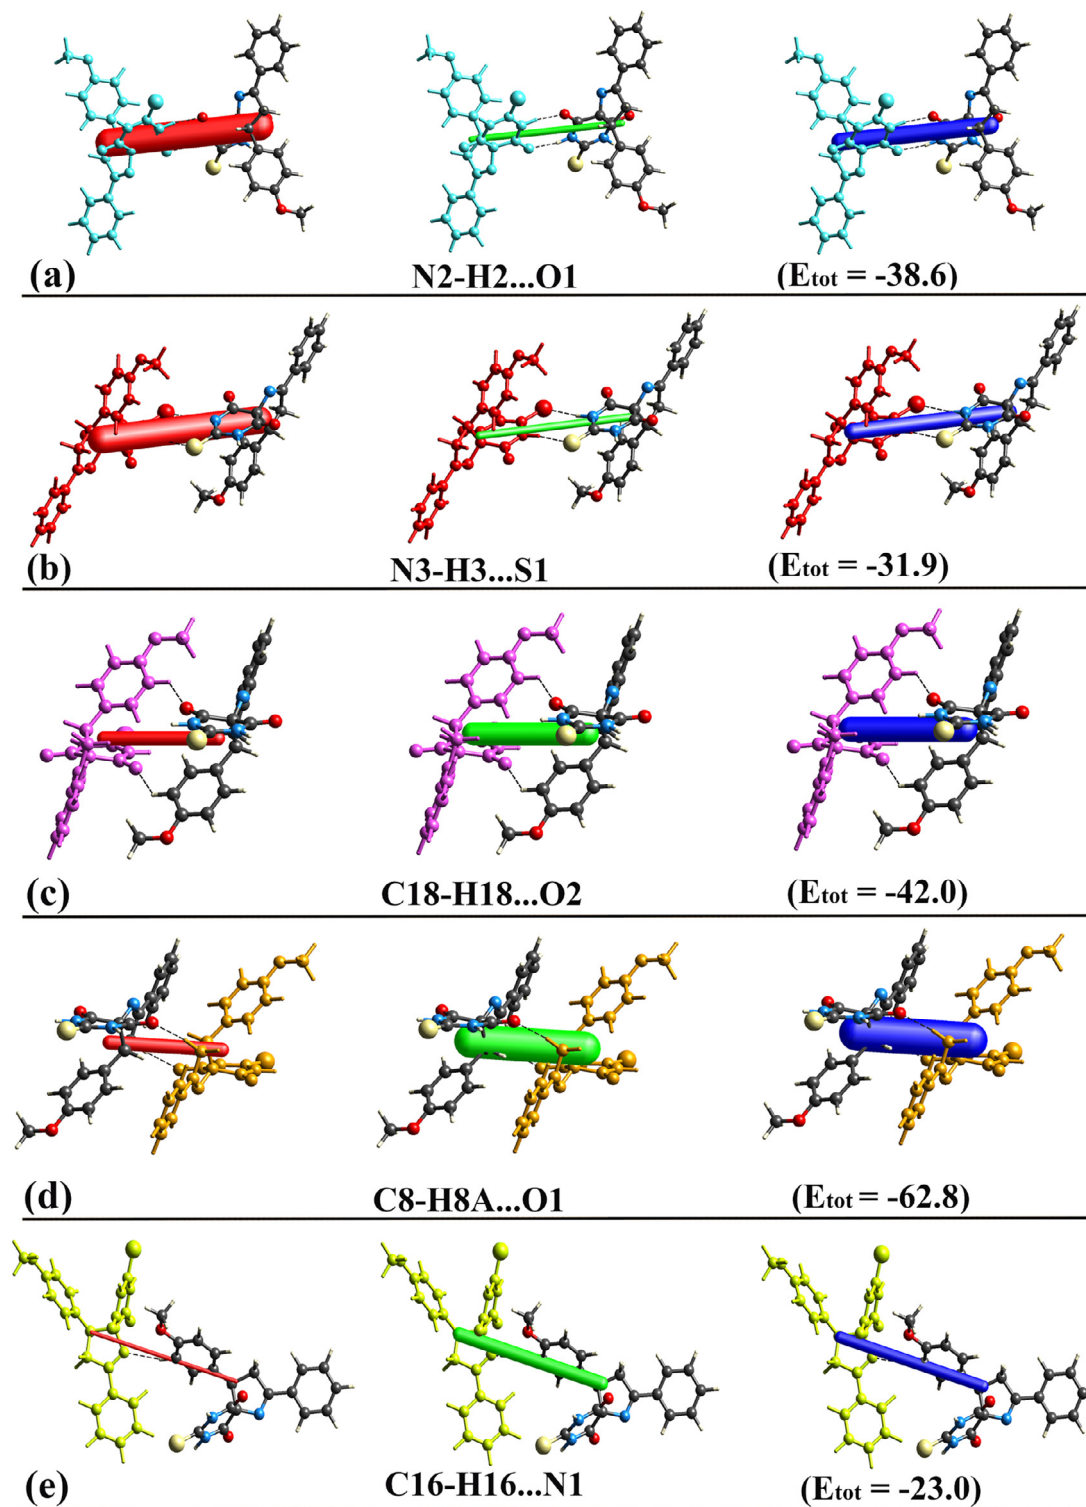 (a) N2-H2...O1 (Etot = -38.6)
(b) N3-H3...S1 (Etot = -31.9)
(c) C18-H18...O2 (Etot = -42.0)
(d) C8-H8A...O1 (Etot = -62.8)
(e) C16-H16...N1 (Etot = -23.0)